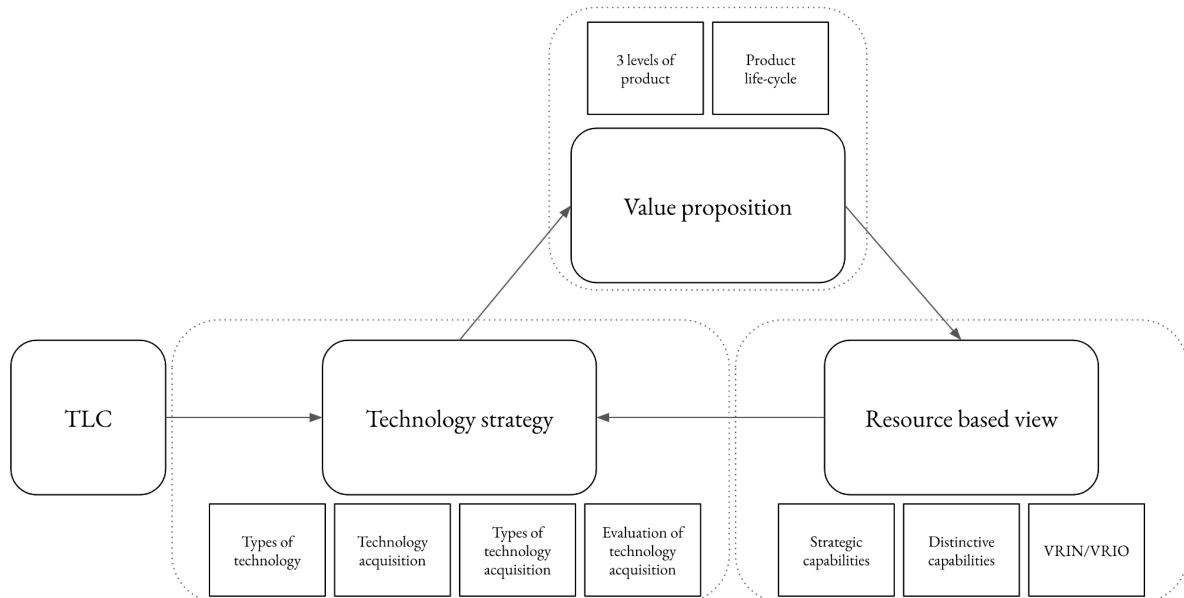 3 levels of
product
Product
life-cycle
Value proposition
TLC
Technology strategy
Resource based view
Types of
technology
Technology
acquisition
Types of
technology
acquisition
Evaluation of
technology
acquisition
Strategic
capabilities
Distinctive
capabilities
VRIN/VRIO